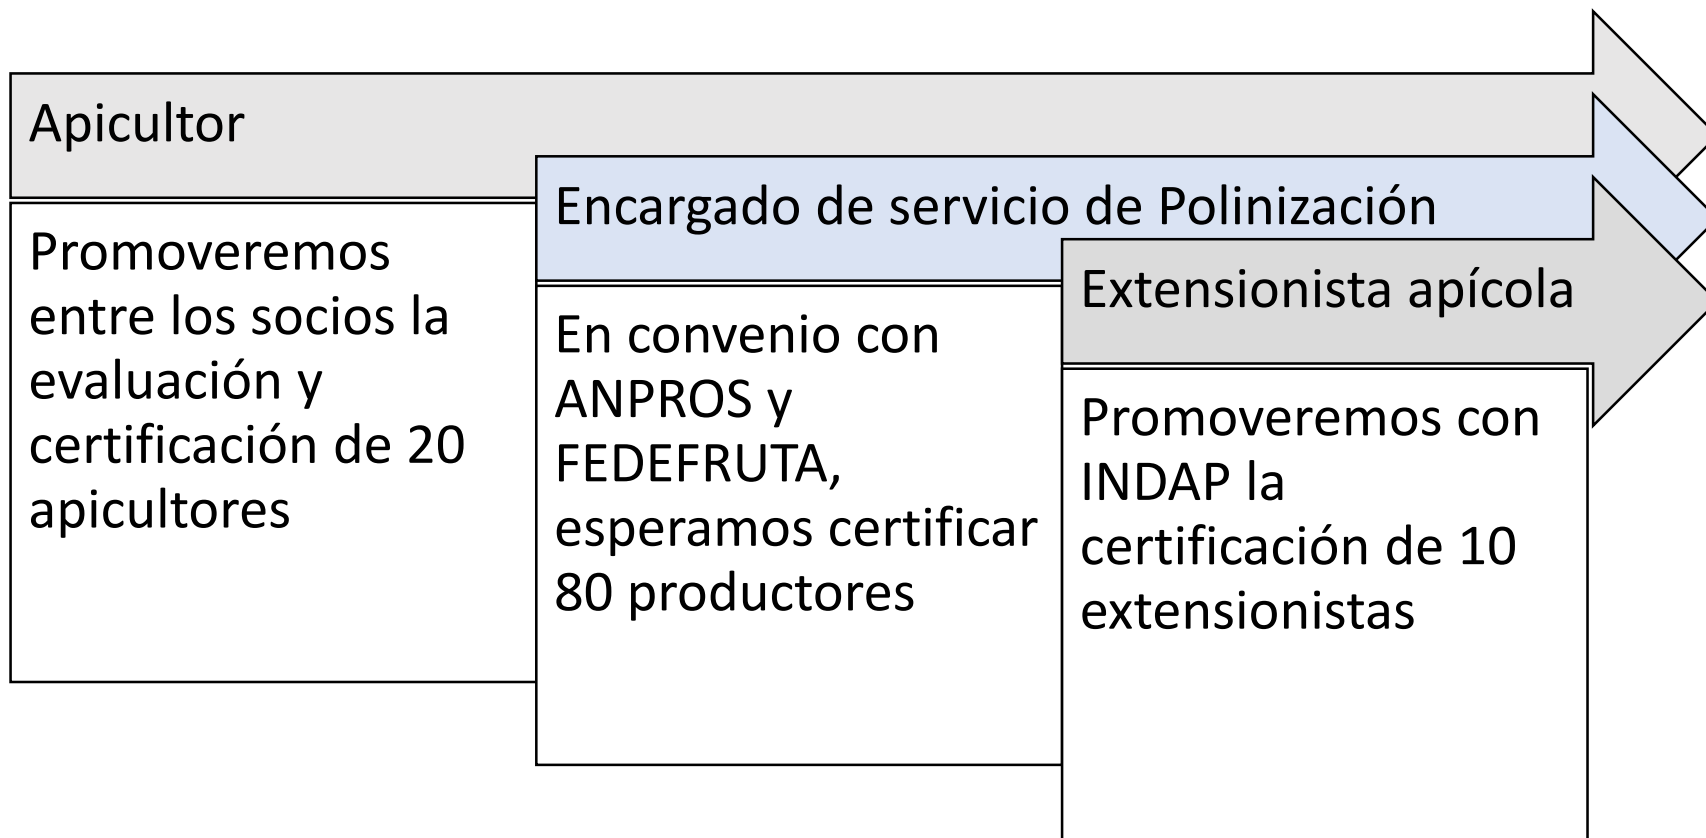 Apicultor
Promoveremos
entre los socios la
evaluación y
certificación de 20
apicultores
Encargado de servicio de Polinización
En convenio con
ANPROS y
FEDEFRUTA,
esperamos certificar
80 productores
Extensionista apícola
Promoveremos con
INDAP la
certificación de 10
extensionistas